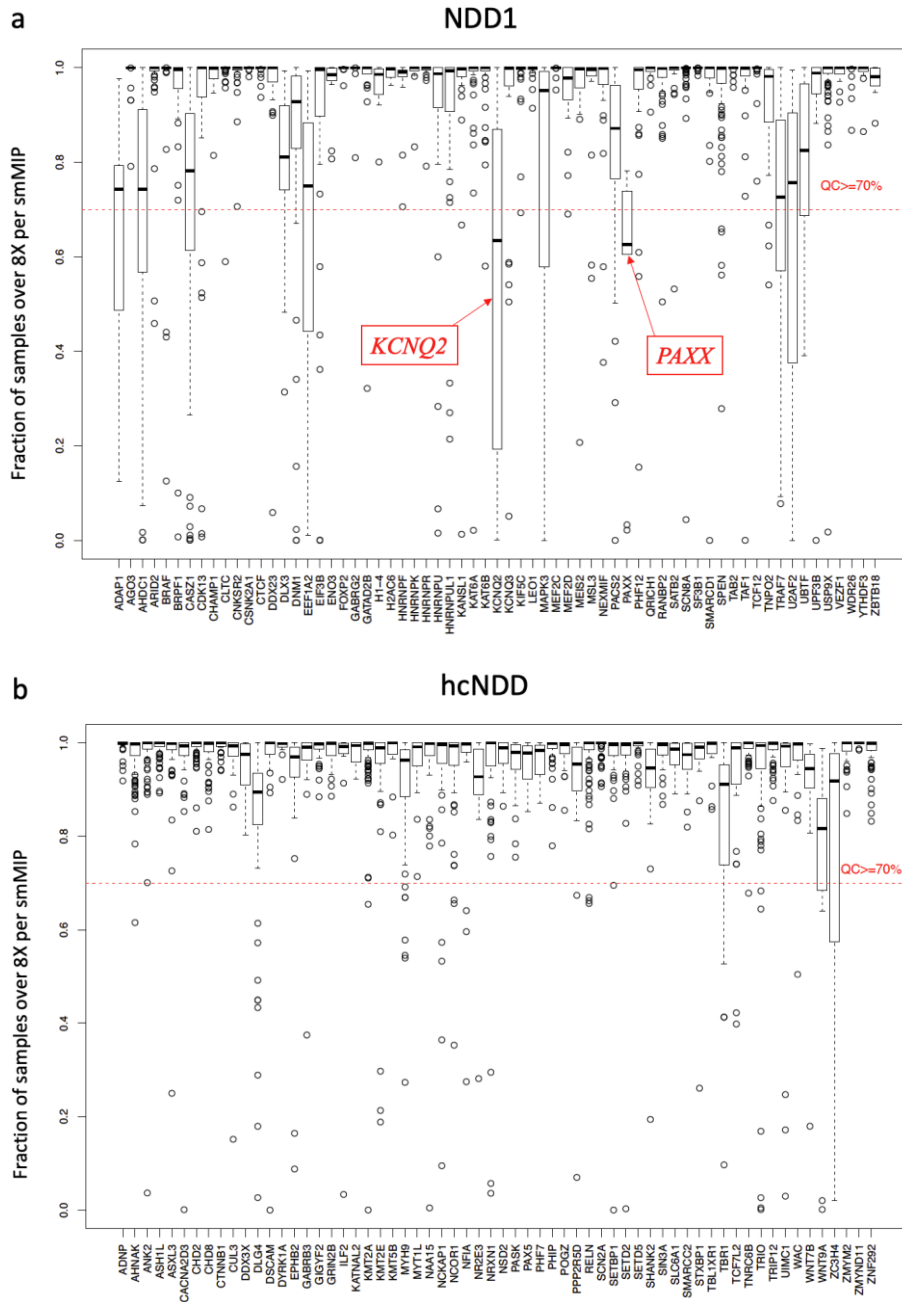 a
NDD1
Fraction of samples over 8X per smMIP
1.0
0.8
0.6
0.4
0.2
0.0
QC>=70%
KCNQ2
PAXX
ADAP1
AGO3
AHDC1
ARID2
BRAF
BRPF1
CASZ1
CDK13
CHAMP1
CLTC
CNKSR2
CSNK2A1
CTCF
DDX23
DLX3
DNM1
EEF1A2
EIF3B
ENO3
FOXP2
GABRG2
GATAD2B
H1-4
H2AC6
HNRNPF
HNRNPK
HNRNPR
HNRNPU
HNRNPUL1
KANSL1
KAT6A
KAT6B
KCNQ2
KCNQ3
KIF5C
LEO1
MAPK3
MEF2C
MEF2D
MEIS2
MSL3
NEXMIF
PACS2
PAXX
PHF12
QRICH1
RANBP2
SATB2
SCN8A
SF3B1
SMARCD1
SPEN
TAB2
TAF1
TCF12
TNPO2
TRAF7
U2AF2
UBTF
UPF3B
USP9X
VEZF1
WDR26
YTHDF3
ZBTB18
b
hcNDD
Fraction of samples over 8X per smMIP
1.0
0.8
0.6
0.4
0.2
0.0
QC>=70%
ADNP
AHNAK
ANK2
ASH1L
ASXL3
CACNA2D3
CHD2
CHD8
CTNNB1
CUL3
DDX3X
DLG4
DSCAM
DYRK1A
EPHB2
GABRB3
GIGYF2
GRIN2B
ILF2
KATNAL2
KMT2A
KMT2E
KMT5B
MYH9
MYT1L
NAA15
NCKAP1
NCOR1
NFIA
NR2E3
NRXN1
NSD2
PASK
PAX5
PHF7
PHIP
POGZ
PPP2R5D
RELN
SCN2A
SETBP1
SETD2
SETD5
SHANK2
SIN3A
SLC6A1
SMARCC2
STXBP1
TBL1XR1
TBR1
TCF7L2
TNRC6B
TRIO
TRIP12
UIMC1
WAC
WNT7B
WNT9A
ZC3H4
ZMYM2
ZMYND11
ZNF292